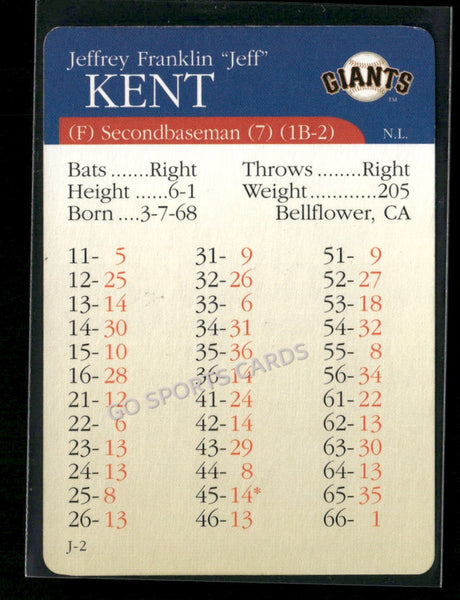 Jeffrey Franklin "Jeff"
KENT
GIANTS
TM
(F) Secondbaseman (7) (1B-2) N.L.
Bats .......Right Throws ........Right
Height ......6-1 Weight............205
Born ....3-7-68 Bellflower, CA
11- 5 31- 9 51- 9
12- 25 32- 26 52- 27
13- 14 33- 6 53- 18
14- 30 34- 31 54- 32
15- 10 35- 36 55- 8
16- 28 36- 14 56- 34
21- 12 41- 24 61- 22
22- 6 42- 14 62- 13
23- 13 43- 29 63- 30
24- 13 44- 8 64- 13
25- 8 45- 14* 65- 35
26- 13 46- 13 66- 1
J-2
GO SPORTS CARDS